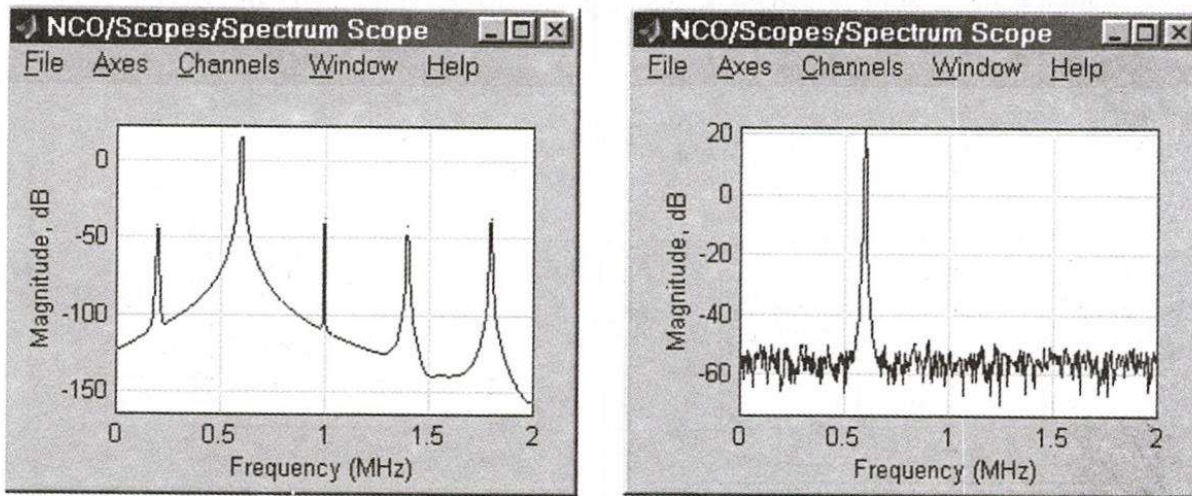 NCO/Scopes/Spectrum Scope
File Axes Channels Window Help
0
-50
-100
-150
Magnitude, dB
0 0.5 1 1.5 2
Frequency (MHz)
NCO/Scopes/Spectrum Scope
File Axes Channels Window Help
20
0
-20
-40
-60
Magnitude, dB
0 0.5 1 1.5 2
Frequency (MHz)